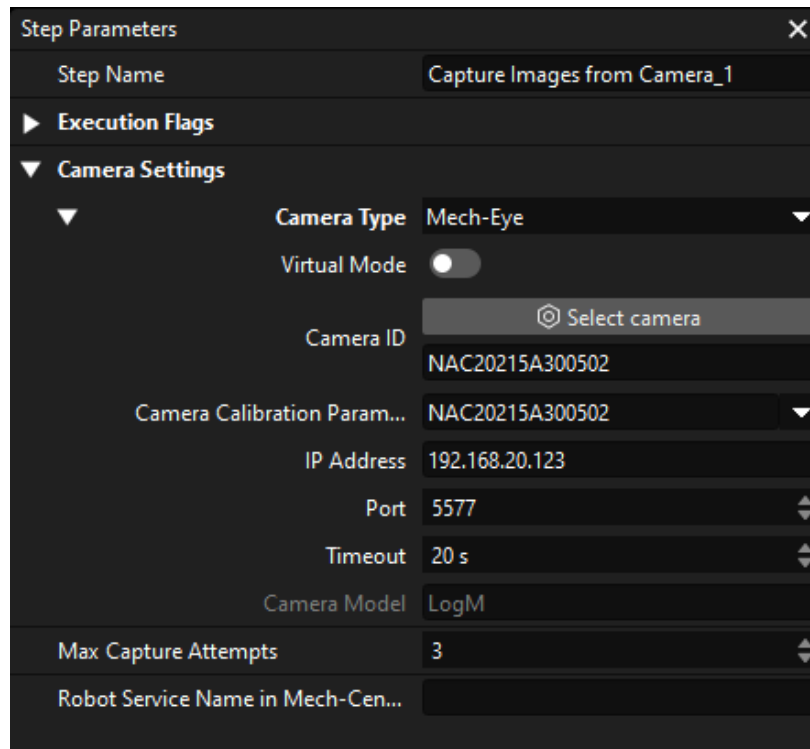 Step Parameters
Step Name Capture Images from Camera_1
Execution Flags
Camera Settings
Camera Type Mech-Eye
Virtual Mode
Select camera
Camera ID
NAC20215A300502
Camera Calibration Param... NAC20215A300502
IP Address 192.168.20.123
Port 5577
Timeout 20 s
Camera Model LogM
Max Capture Attempts 3
Robot Service Name in Mech-Cen...